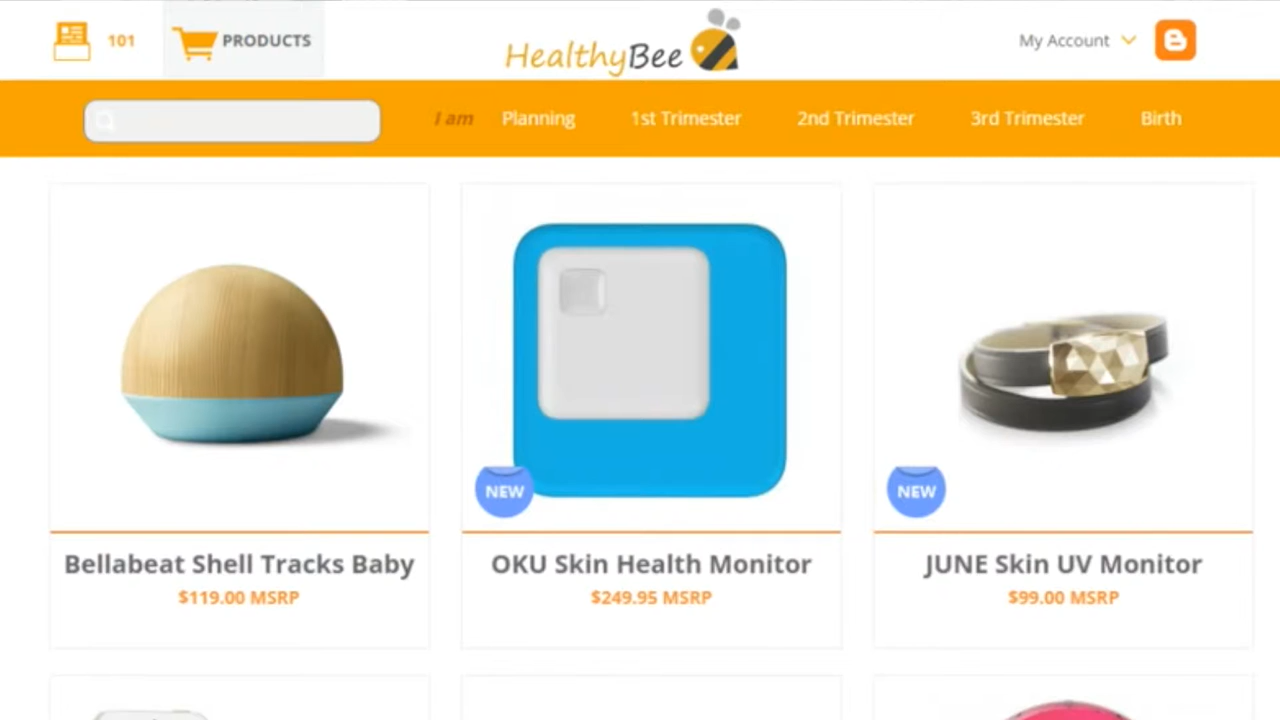 101
PRODUCTS
HealthyBee
My Account
I am Planning 1st Trimester 2nd Trimester 3rd Trimester Birth
NEW
NEW
Bellabeat Shell Tracks Baby
$119.00 MSRP
OKU Skin Health Monitor
$249.95 MSRP
JUNE Skin UV Monitor
$99.00 MSRP